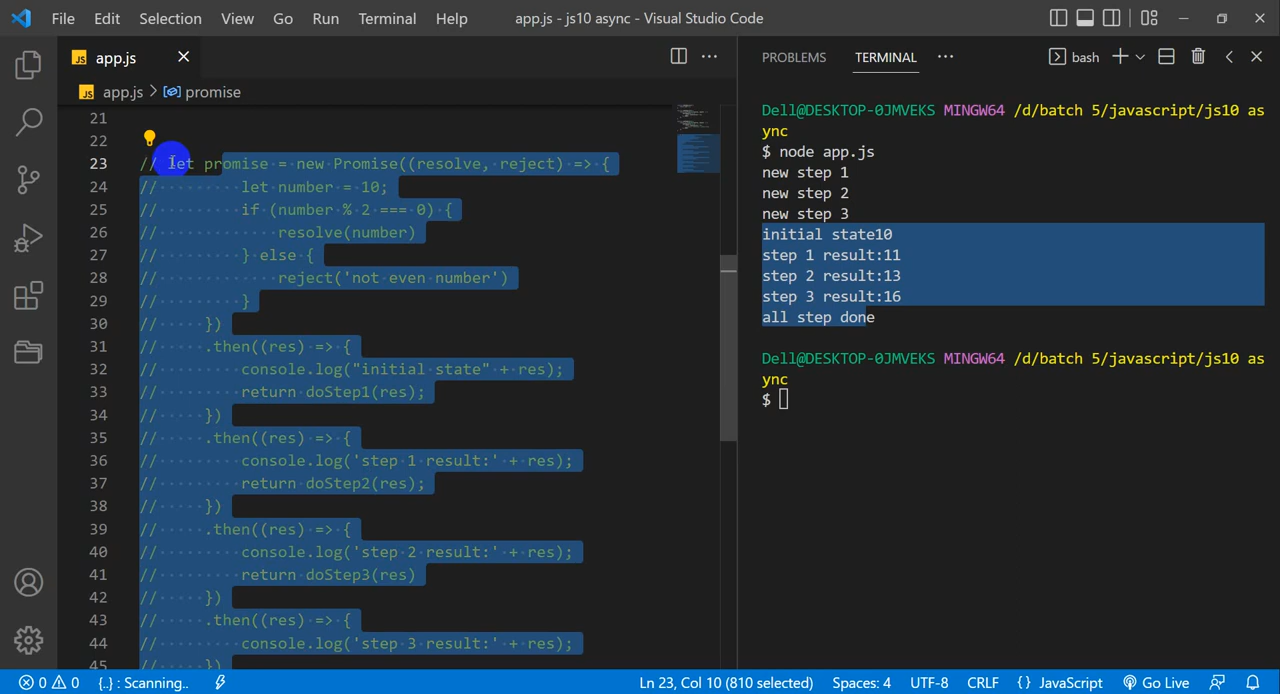 File Edit Selection View Go Run Terminal Help app.js - js10 async - Visual Studio Code
JS app.js
JS app.js > promise
PROBLEMS TERMINAL bash
21
22
23 // let promise = new Promise((resolve, reject) => {
24 // ········ let number = 10;
25 // ········ if (number % 2 === 0) {
26 // ············ resolve(number)
27 // ········ } else {
28 // ············ reject('not even number')
29 // ········ }
30 // ····· })
31 // ····· .then((res) => {
32 // ········ console.log("initial state" + res);
33 // ········ return doStep1(res);
34 // ····· })
35 // ····· .then((res) => {
36 // ········ console.log('step 1 result:' + res);
37 // ········ return doStep2(res);
38 // ····· })
39 // ····· .then((res) => {
40 // ········ console.log('step 2 result:' + res);
41 // ········ return doStep3(res)
42 // ····· })
43 // ····· .then((res) => {
44 // ········ console.log('step 3 result:' + res);
45 // ····· })
Dell@DESKTOP-0JMVEKS MINGW64 /d/batch 5/javascript/js10 as
ync
$ node app.js
new step 1
new step 2
new step 3
initial state10
step 1 result:11
step 2 result:13
step 3 result:16
all step done
Dell@DESKTOP-0JMVEKS MINGW64 /d/batch 5/javascript/js10 as
ync
$
0 0 {..} : Scanning.. Ln 23, Col 10 (810 selected) Spaces: 4 UTF-8 CRLF {} JavaScript Go Live